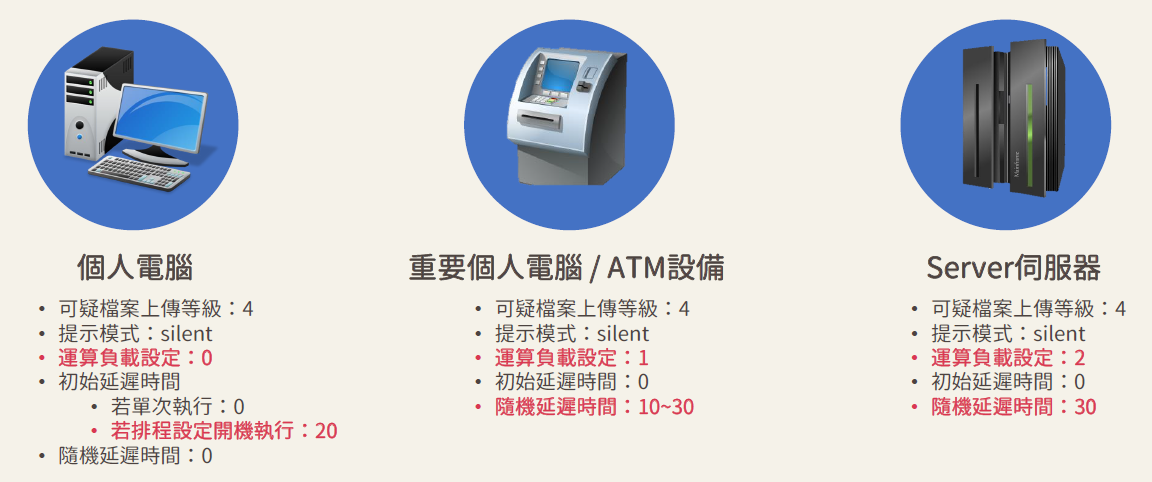 個人電腦
• 可疑檔案上傳等級：4
• 提示模式：silent
• 運算負載設定：0
• 初始延遲時間
• 若單次執行：0
• 若排程設定開機執行：20
• 隨機延遲時間：0
重要個人電腦 / ATM設備
• 可疑檔案上傳等級：4
• 提示模式：silent
• 運算負載設定：1
• 初始延遲時間：0
• 隨機延遲時間：10~30
Mainframe
Server伺服器
• 可疑檔案上傳等級：4
• 提示模式：silent
• 運算負載設定：2
• 初始延遲時間：0
• 隨機延遲時間：30